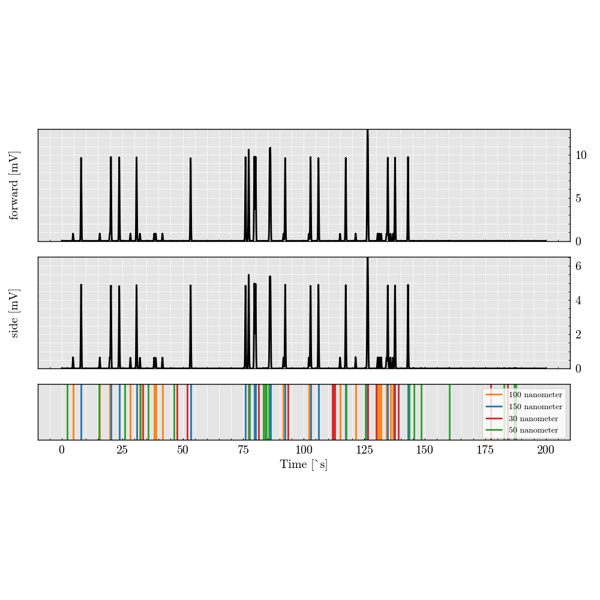 forward [mV]
10
5
0
side [mV]
6
4
2
0
100 nanometer
150 nanometer
30 nanometer
50 nanometer
0 25 50 75 100 125 150 175 200
Time [`s]